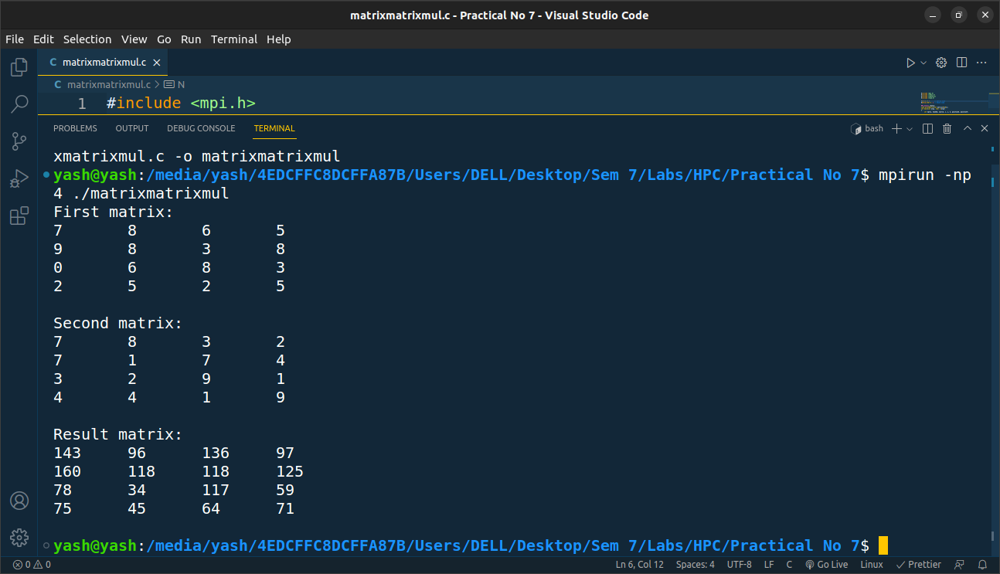 matrixmatrixmul.c - Practical No 7 - Visual Studio Code
File Edit Selection View Go Run Terminal Help
C matrixmatrixmul.c
C matrixmatrixmul.c > N
1 #include <mpi.h>
PROBLEMS OUTPUT DEBUG CONSOLE TERMINAL bash
xmatrixmul.c -o matrixmatrixmul
yash@yash:/media/yash/4EDCFFC8DCFFA87B/Users/DELL/Desktop/Sem 7/Labs/HPC/Practical No 7$ mpirun -np
4 ./matrixmatrixmul
First matrix:
7 8 6 5
9 8 3 8
0 6 8 3
2 5 2 5
Second matrix:
7 8 3 2
7 1 7 4
3 2 9 1
4 4 1 9
Result matrix:
143 96 136 97
160 118 118 125
78 34 117 59
75 45 64 71
yash@yash:/media/yash/4EDCFFC8DCFFA87B/Users/DELL/Desktop/Sem 7/Labs/HPC/Practical No 7$
0 0 Ln 6, Col 12 Spaces: 4 UTF-8 LF C Go Live Linux Prettier